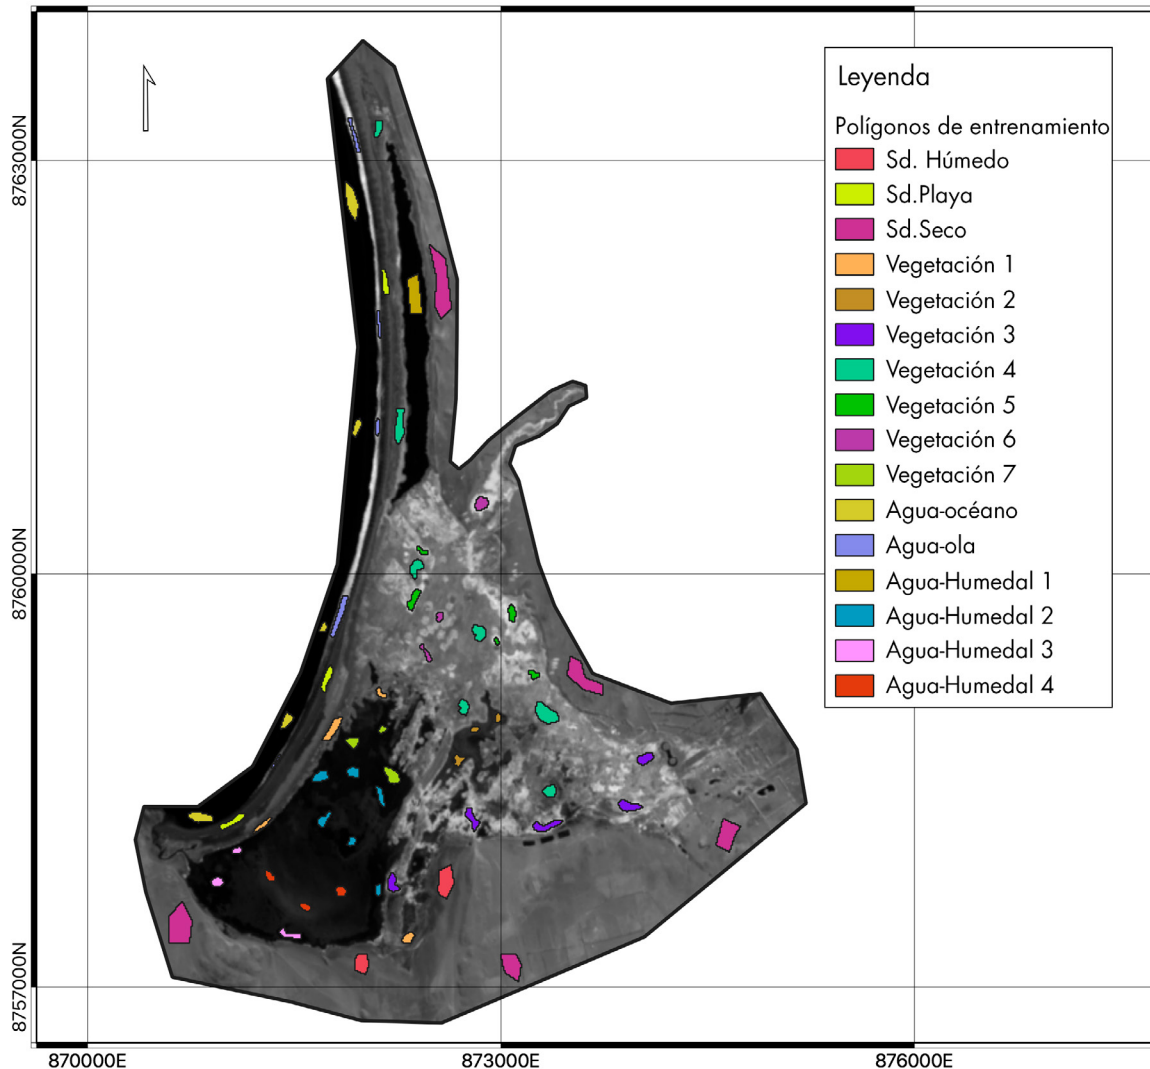 Leyenda
Polígonos de entrenamiento
Sd. Húmedo
Sd.Playa
Sd.Seco
Vegetación 1
Vegetación 2
Vegetación 3
Vegetación 4
Vegetación 5
Vegetación 6
Vegetación 7
Agua-océano
Agua-ola
Agua-Humedal 1
Agua-Humedal 2
Agua-Humedal 3
Agua-Humedal 4
8763000N
8760000N
8757000N
870000E
873000E
876000E